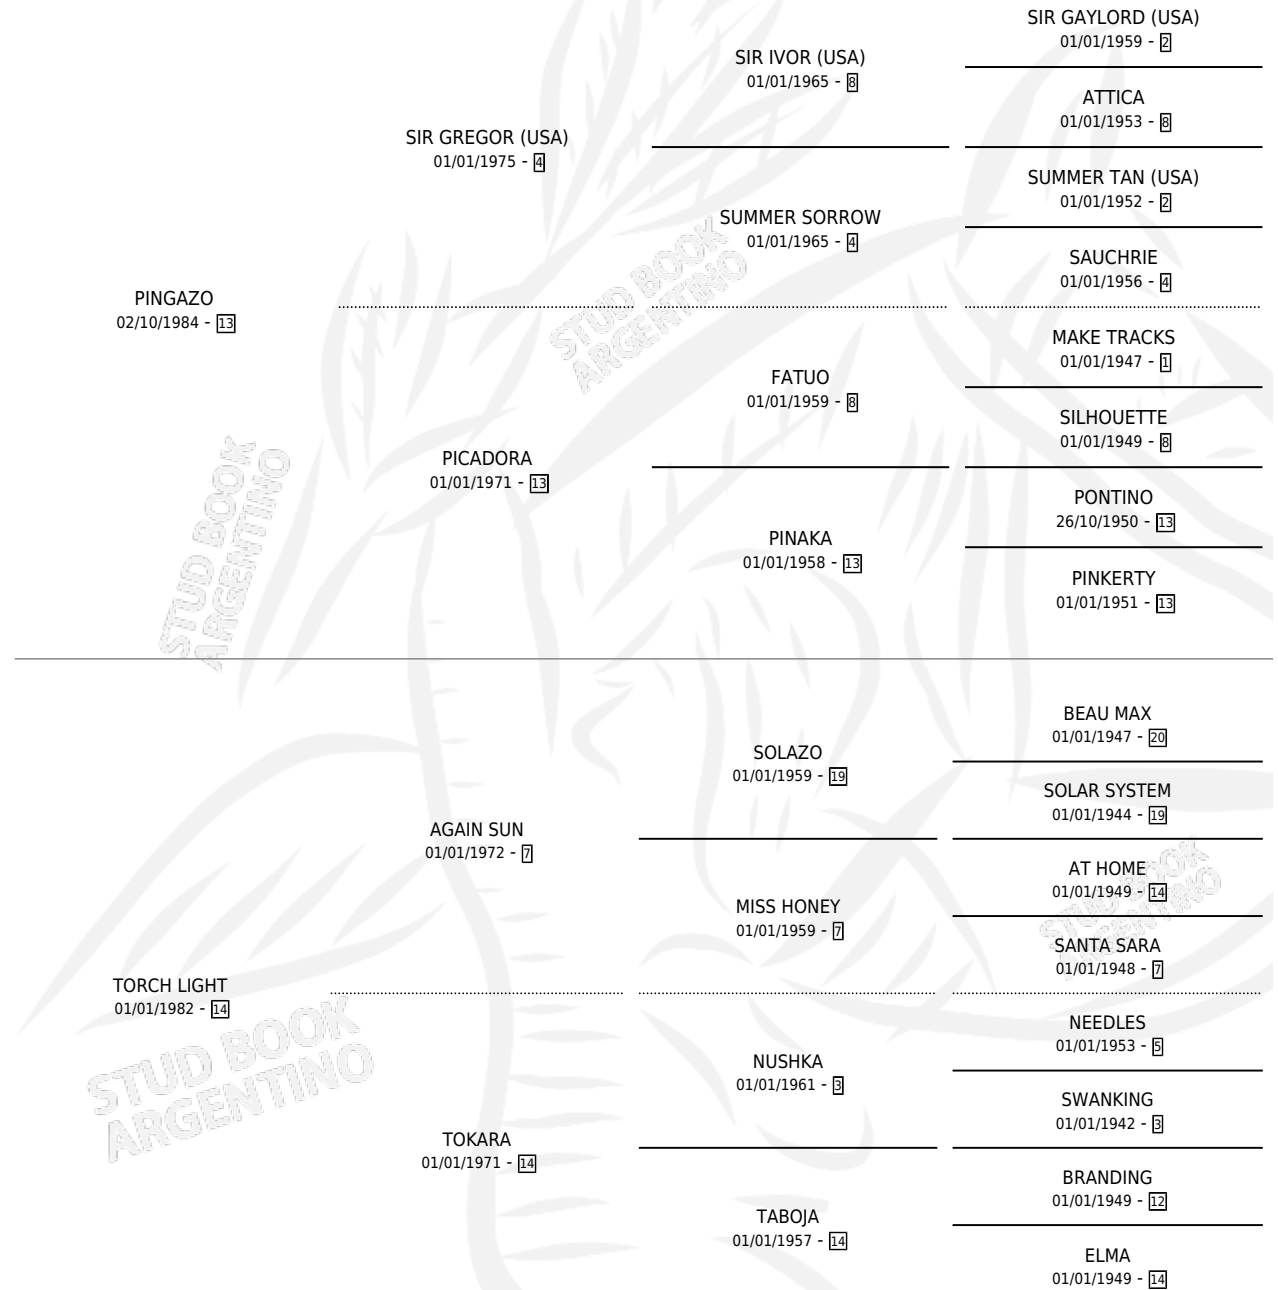 SIR GAYLORD (USA)
01/01/1959 - 2
SIR IVOR (USA)
01/01/1965 - 8
ATTICA
01/01/1953 - 8
SIR GREGOR (USA)
01/01/1975 - 4
SUMMER TAN (USA)
01/01/1952 - 2
SUMMER SORROW
01/01/1965 - 4
SAUCHRIE
01/01/1956 - 4
PINGAZO
02/10/1984 - 13
MAKE TRACKS
01/01/1947 - 1
FATUO
01/01/1959 - 8
SILHOUETTE
01/01/1949 - 8
PICADORA
01/01/1971 - 13
PONTINO
26/10/1950 - 13
PINAKA
01/01/1958 - 13
PINKERTY
01/01/1951 - 13
STUD BOOK
ARGENTINO
STUD BOOK
ARGENTINO
BEAU MAX
01/01/1947 - 20
SOLAZO
01/01/1959 - 19
SOLAR SYSTEM
01/01/1944 - 19
AGAIN SUN
01/01/1972 - 7
AT HOME
01/01/1949 - 14
MISS HONEY
01/01/1959 - 7
SANTA SARA
01/01/1948 - 7
TORCH LIGHT
01/01/1982 - 14
NEEDLES
01/01/1953 - 5
NUSHKA
01/01/1961 - 3
SWANKING
01/01/1942 - 3
TOKARA
01/01/1971 - 14
BRANDING
01/01/1949 - 12
TABOJA
01/01/1957 - 14
ELMA
01/01/1949 - 14
STUD BOOK
ARGENTINO
STUD BOOK
ARGENTINO